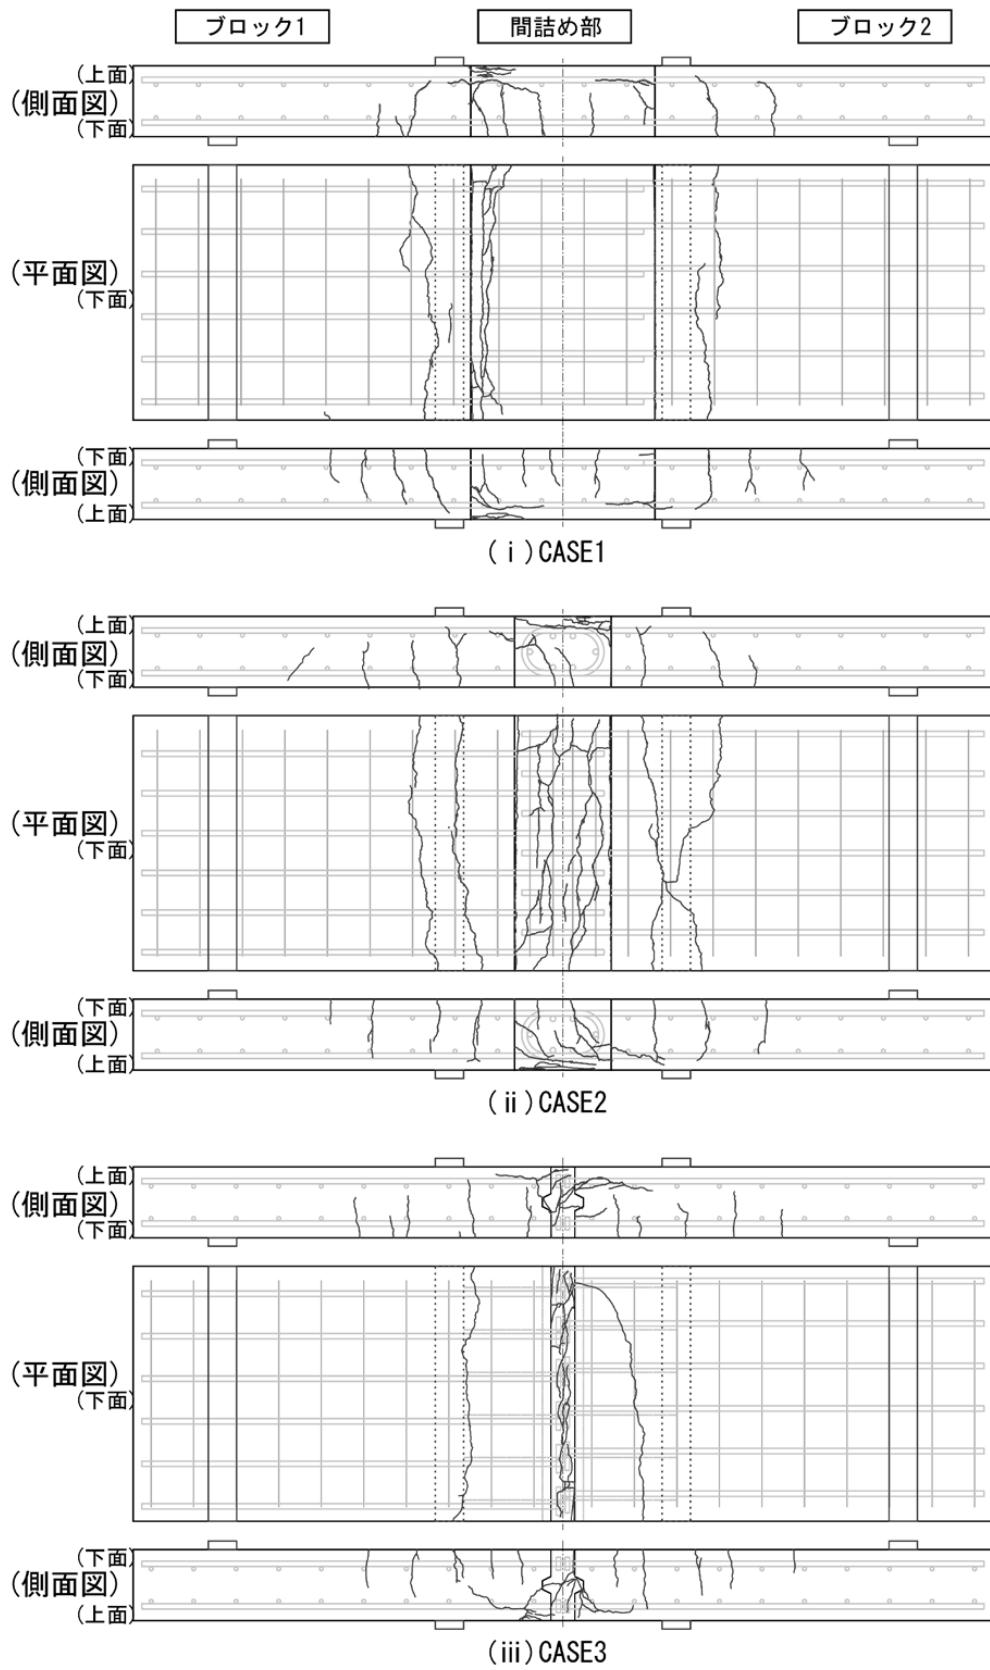 ブロック1 間詰め部 ブロック2
(上面)
(側面図)
(下面)
(平面図)
(下面)
(下面)
(側面図)
(上面)
(ⅰ)CASE1
(上面)
(側面図)
(下面)
(平面図)
(下面)
(下面)
(側面図)
(上面)
(ⅱ)CASE2
(上面)
(側面図)
(下面)
(平面図)
(下面)
(下面)
(側面図)
(上面)
(ⅲ)CASE3